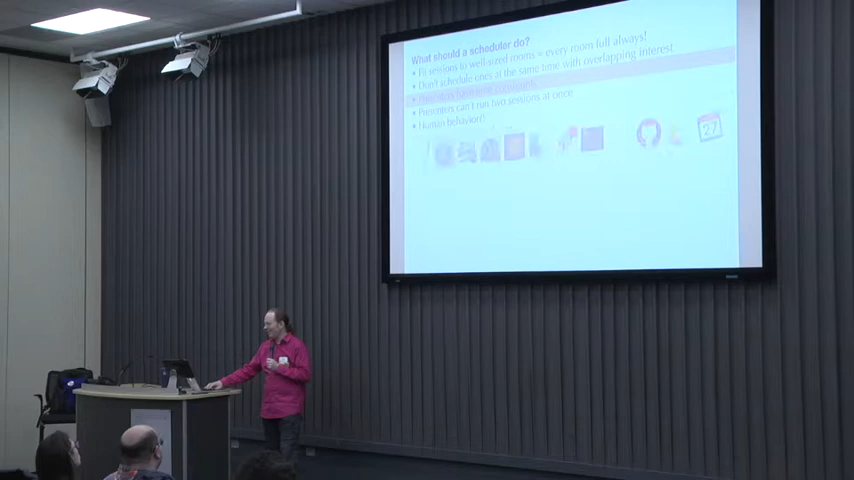 What should a scheduler do?
• Fit sessions to well-sized rooms = every room full always!
• Don't schedule ones at the same time with overlapping interest
• Presenters can't run two sessions at once
• Human behavior?
27